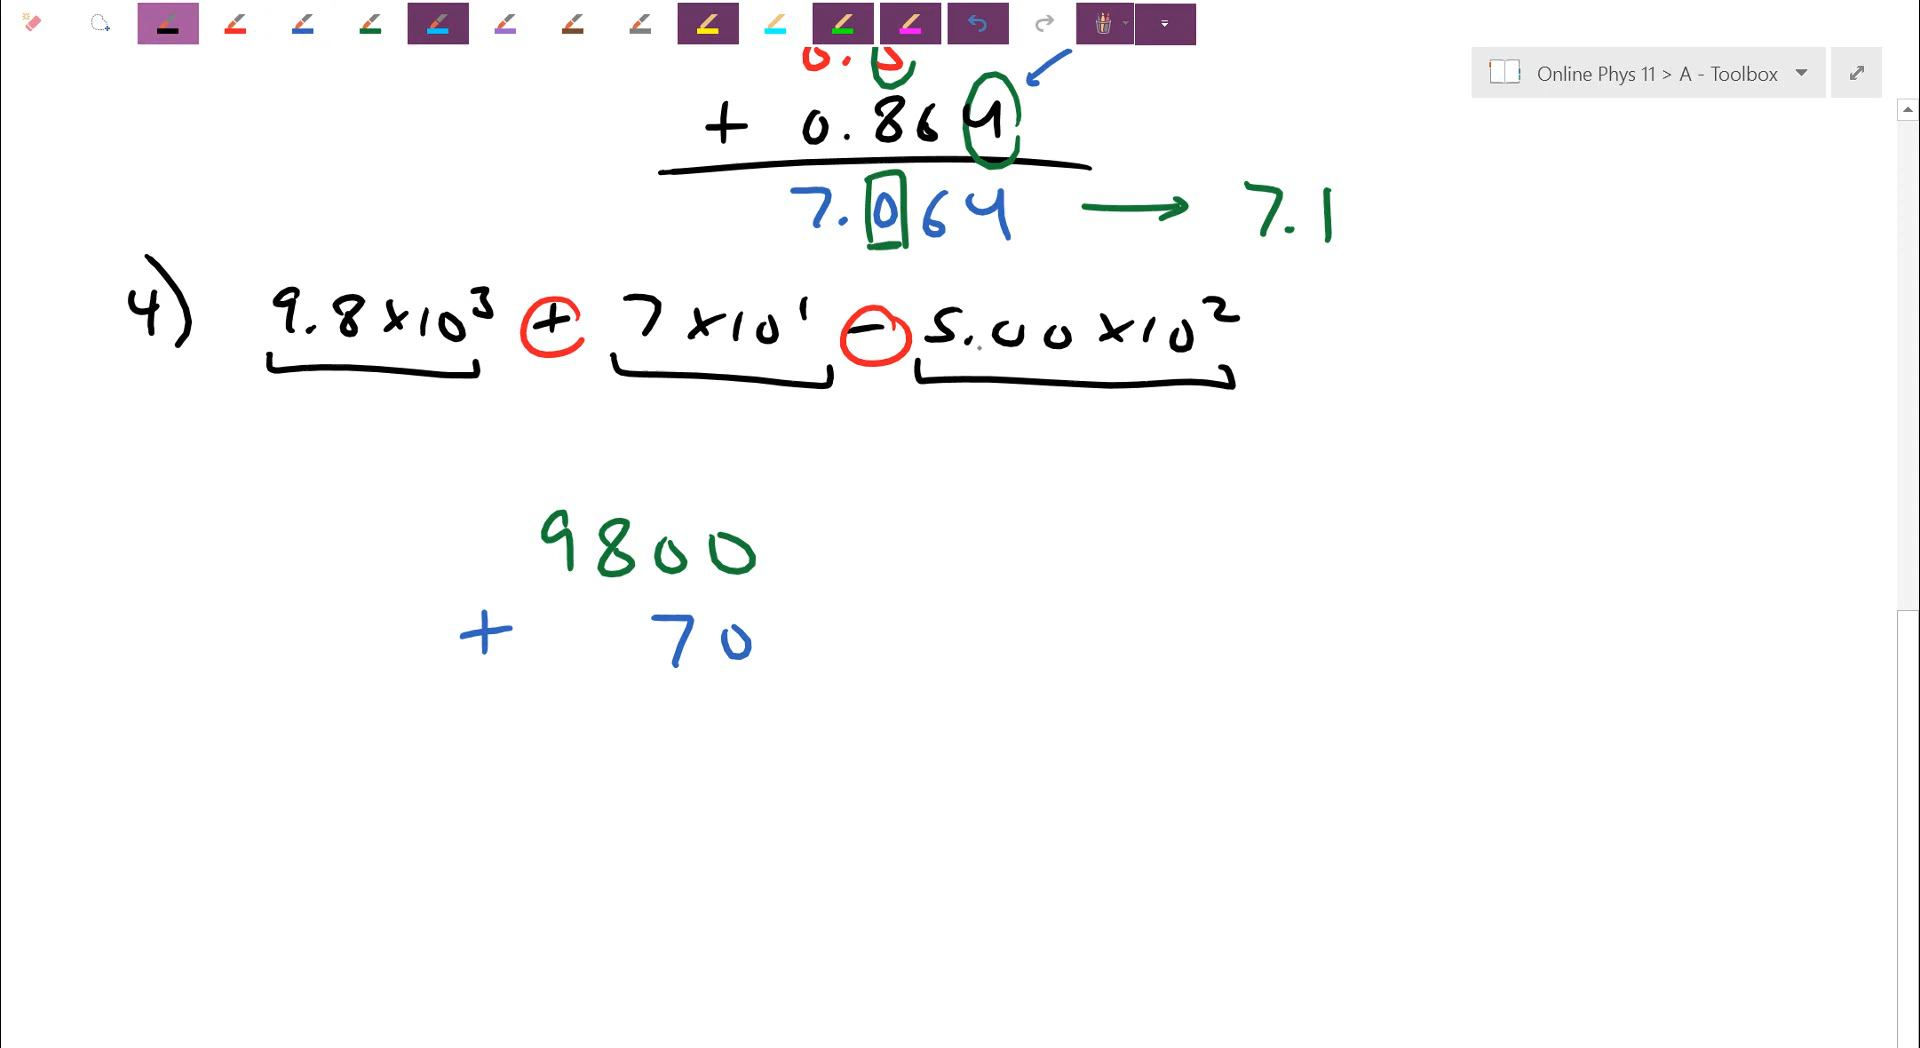 Online Phys 11 > A - Toolbox
+ 0.864
7.064 → 7.1
4) 9.8×10³ + 7×10¹ − 5.00×10²
9800
+ 70